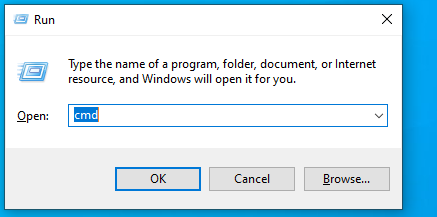 Run
Type the name of a program, folder, document, or Internet
resource, and Windows will open it for you.
Open: cmd
OK Cancel Browse...